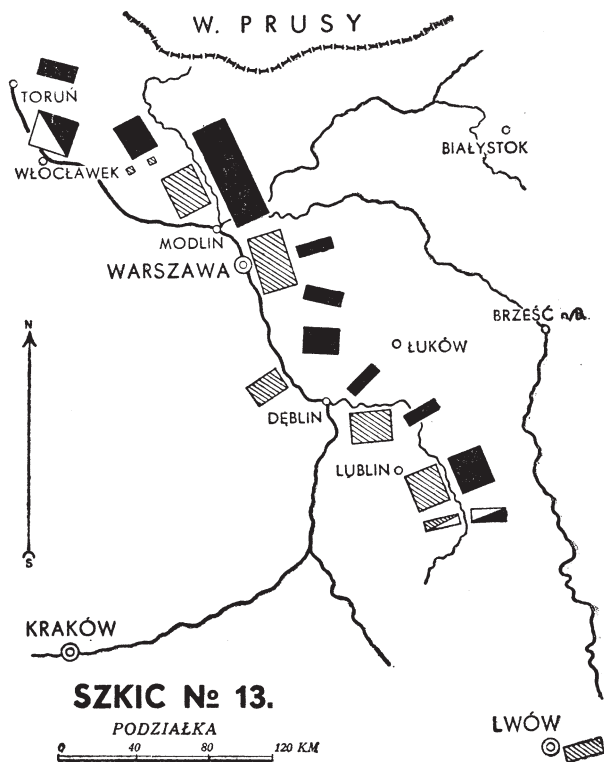 W. PRUSY
TORUŃ
WŁOCŁAWEK
BIAŁYSTOK
MODLIN
WARSZAWA
BRZEŚĆ n/B.
ŁUKÓW
DĘBLIN
LUBLIN
N
S
KRAKÓW
SZKIC № 13.
PODZIAŁKA
0 40 80 120 KM
LWÓW